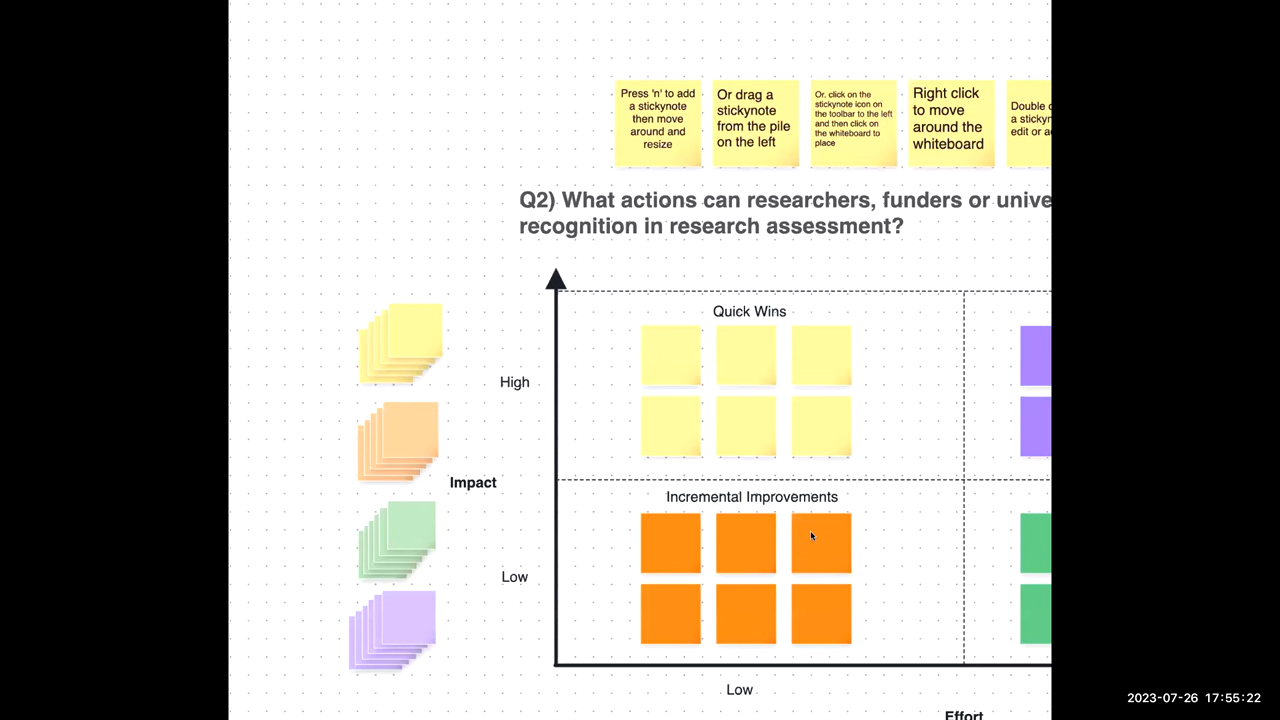 Press 'n' to add
a stickynote
then move
around and
resize
Or drag a
stickynote
from the pile
on the left
Or. click on the
stickynote icon on
the toolbar to the left
and then click on
the whiteboard to
place
Right click
to move
around the
whiteboard
Double
edit or
Q2) What actions can researchers, funders or
recognition in research assessment?
Quick Wins
High
Impact
Incremental Improvements
Low
Low
Effort
2023-07-26 17:55:22